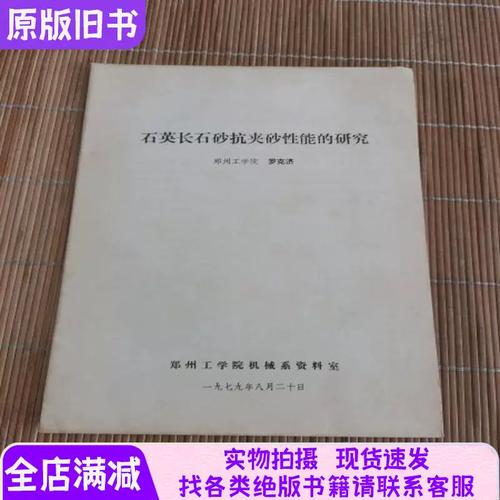 原版旧书
石英长石砂抗夹砂性能的研究
郑州工学院 罗克济
郑州工学院机械系资料室
一九七九年八月二十日
全店满减
实物拍摄 现货速发
找各类绝版书籍请联系客服